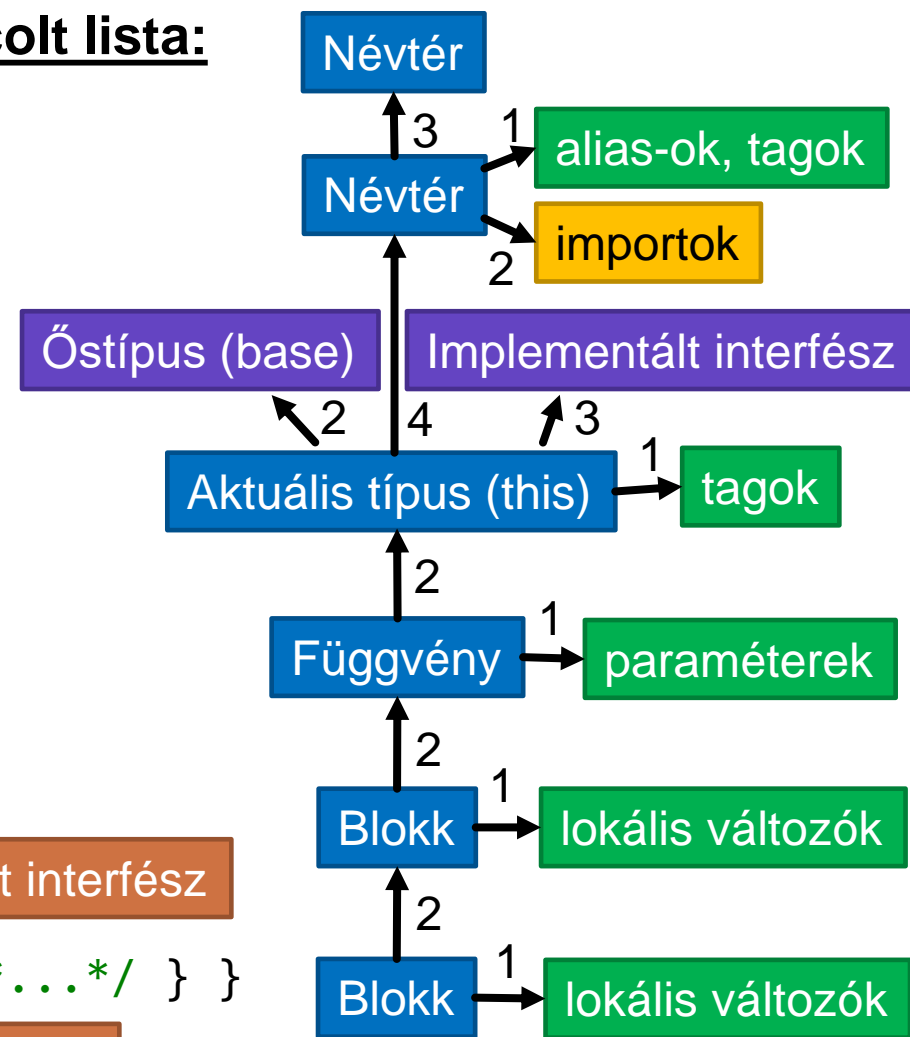 colt lista:
Névtér
3
1
alias-ok, tagok
Névtér
2
importok
Őstípus (base)
Implementált interfész
2
4
3
1
Aktuális típus (this)
tagok
2
1
Függvény
paraméterek
2
1
Blokk
lokális változók
t interfész
2
*...*/ } }
1
Blokk
lokális változók